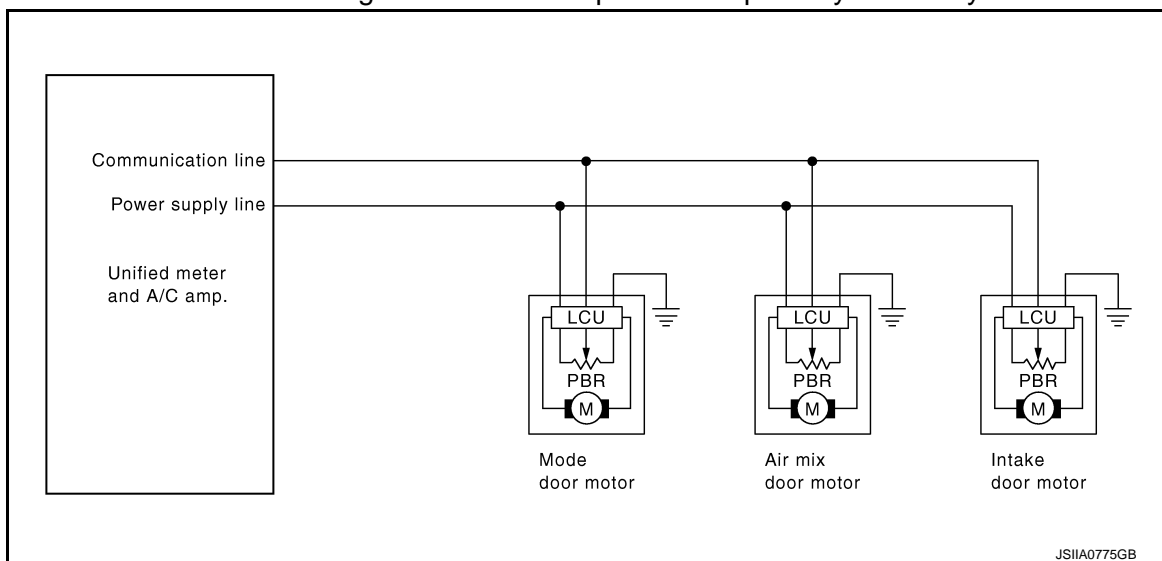 Communication line
Power supply line
Unified meter
and A/C amp.
LCU
PBR
M
Mode
door motor
LCU
PBR
M
Air mix
door motor
LCU
PBR
M
Intake
door motor
JSIIA0775GB